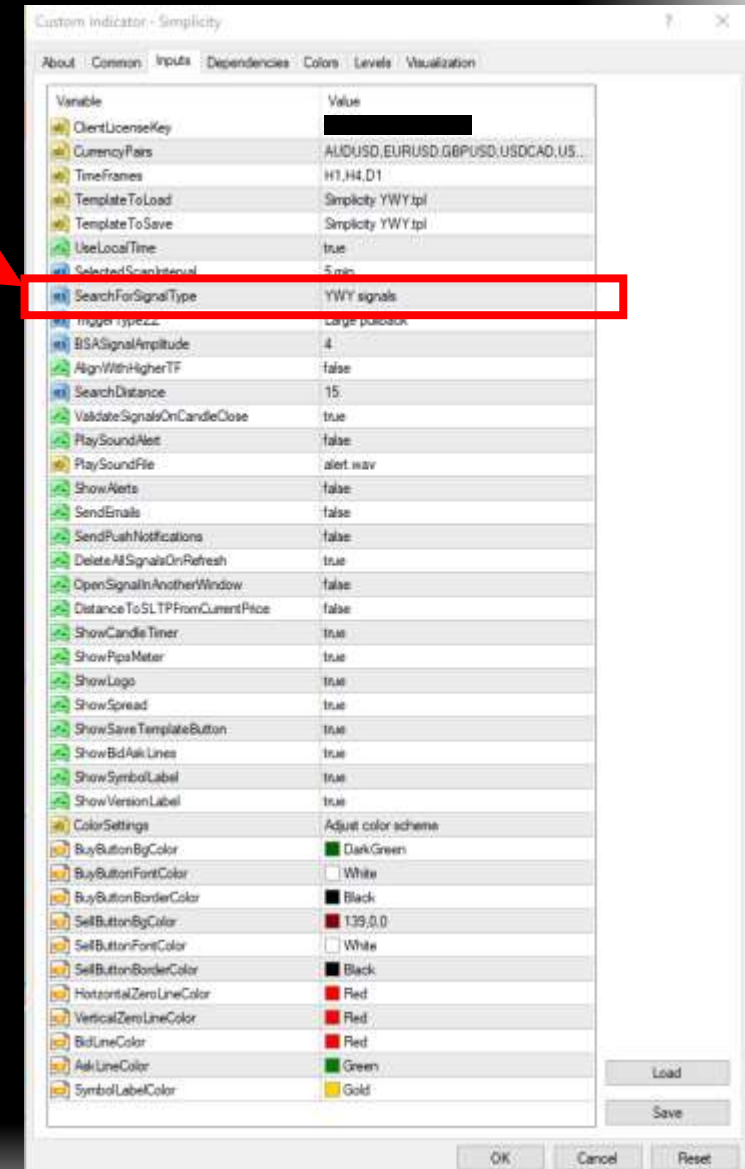 Custom Indicator - Simplicity ? ×
About Common Inputs Dependencies Colors Levels Visualization
Variable Value
ClientLicenseKey
CurrencyPairs AUDUSD,EURUSD,GBPUSD,USDCAD,US...
TimeFrames H1,H4,D1
TemplateToLoad Simplicity YWY.tpl
TemplateToSave Simplicity YWY.tpl
UseLocalTime true
SelectedScanInterval 5 min
SearchForSignalType YWY signals
TriggerTypeZZ Large pullback
BSASignalAmplitude 4
AlignWithHigherTF false
SearchDistance 15
ValidateSignalsOnCandleClose true
PlaySoundAlert false
PlaySoundFile alert.wav
ShowAlerts false
SendEmails false
SendPushNotifications false
DeleteAllSignalsOnRefresh true
OpenSignalInAnotherWindow false
DistanceToSLTPFromCurrentPrice false
ShowCandleTimer true
ShowPipsMeter true
ShowLogo true
ShowSpread true
ShowSaveTemplateButton true
ShowBidAskLines true
ShowSymbolLabel true
ShowVersionLabel true
ColorSettings Adjust color scheme
BuyButtonBgColor DarkGreen
BuyButtonFontColor White
BuyButtonBorderColor Black
SellButtonBgColor 139,0,0
SellButtonFontColor White
SellButtonBorderColor Black
HorizontalZeroLineColor Red
VerticalZeroLineColor Red
BidLineColor Red
AskLineColor Green
SymbolLabelColor Gold
Load
Save
OK Cancel Reset